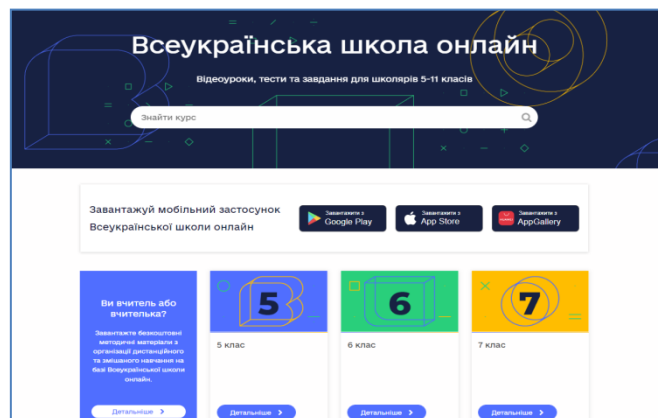 Всеукраїнська школа онлайн
Відеоуроки, тести та завдання для школярів 5-11 класів
Знайти курс
Завантажуй мобільний застосунок
Всеукраїнської школи онлайн
Завантажити з
Google Play
Завантажити з
App Store
Завантажити з
AppGallery
Ви вчитель або
вчителька?
Завантажте безкоштовні
методичні матеріали з
організації дистанційного
та змішаного навчання на
базі Всеукраїнської школи
онлайн.
Детальніше
5
5 клас
Детальніше
6
6 клас
Детальніше
7
7 клас
Детальніше